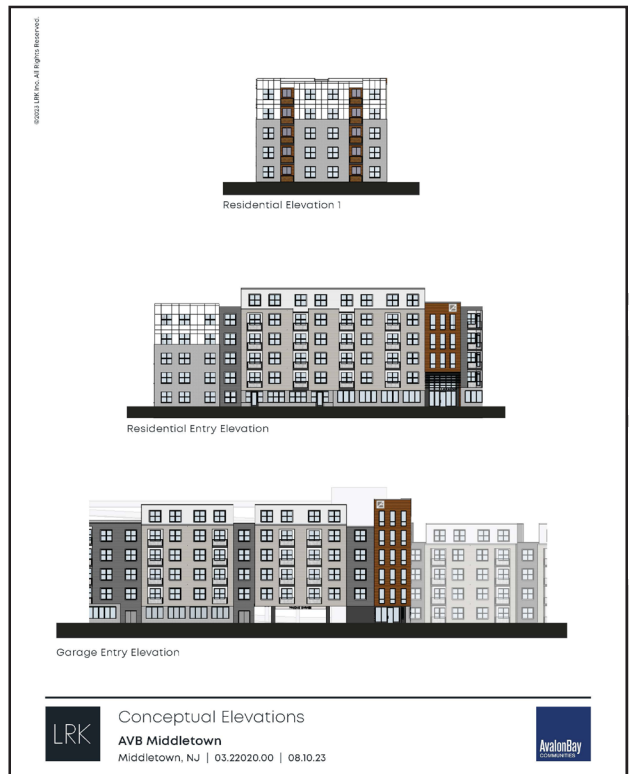 ©2023 LRK Inc. All Rights Reserved.
Residential Elevation 1
Residential Entry Elevation
Garage Entry Elevation
LRK
Conceptual Elevations
AVB Middletown
Middletown, NJ | 03.22020.00 | 08.10.23
AvalonBay
COMMUNITIES